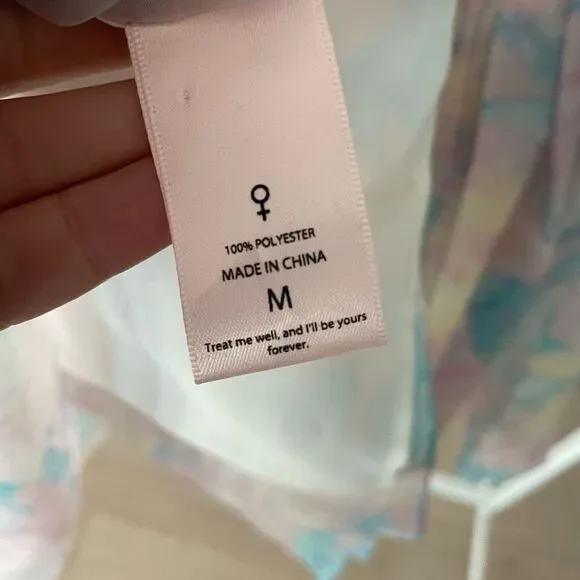 ♀
100% POLYESTER
MADE IN CHINA
M
Treat me well, and I'll be yours
forever.